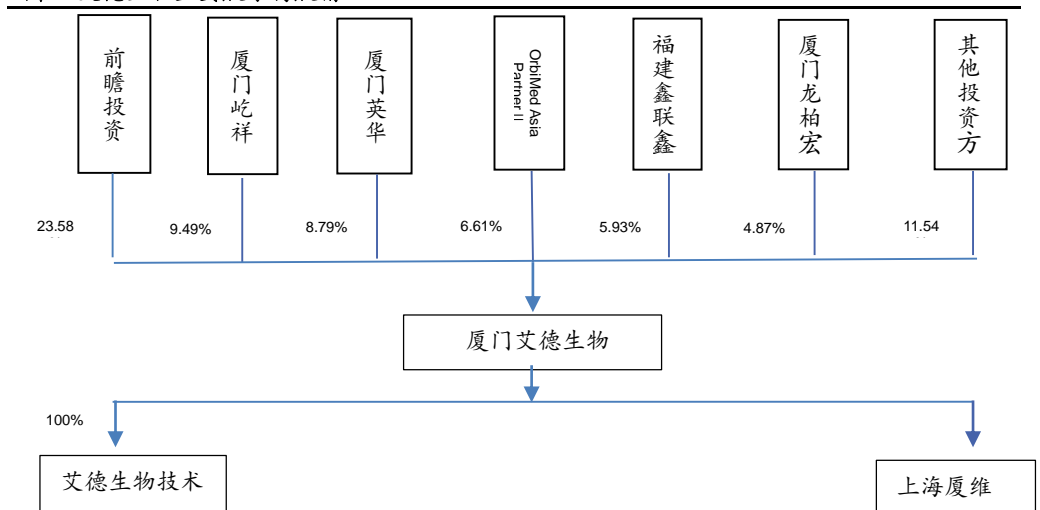 前瞻投资
厦门屹祥
厦门英华
OrbiMed Asia
Partner II
福建鑫联鑫
厦门龙柏宏
其他投资方
23.58
9.49%
8.79%
6.61%
5.93%
4.87%
11.54
厦门艾德生物
100%
艾德生物技术
上海厦维